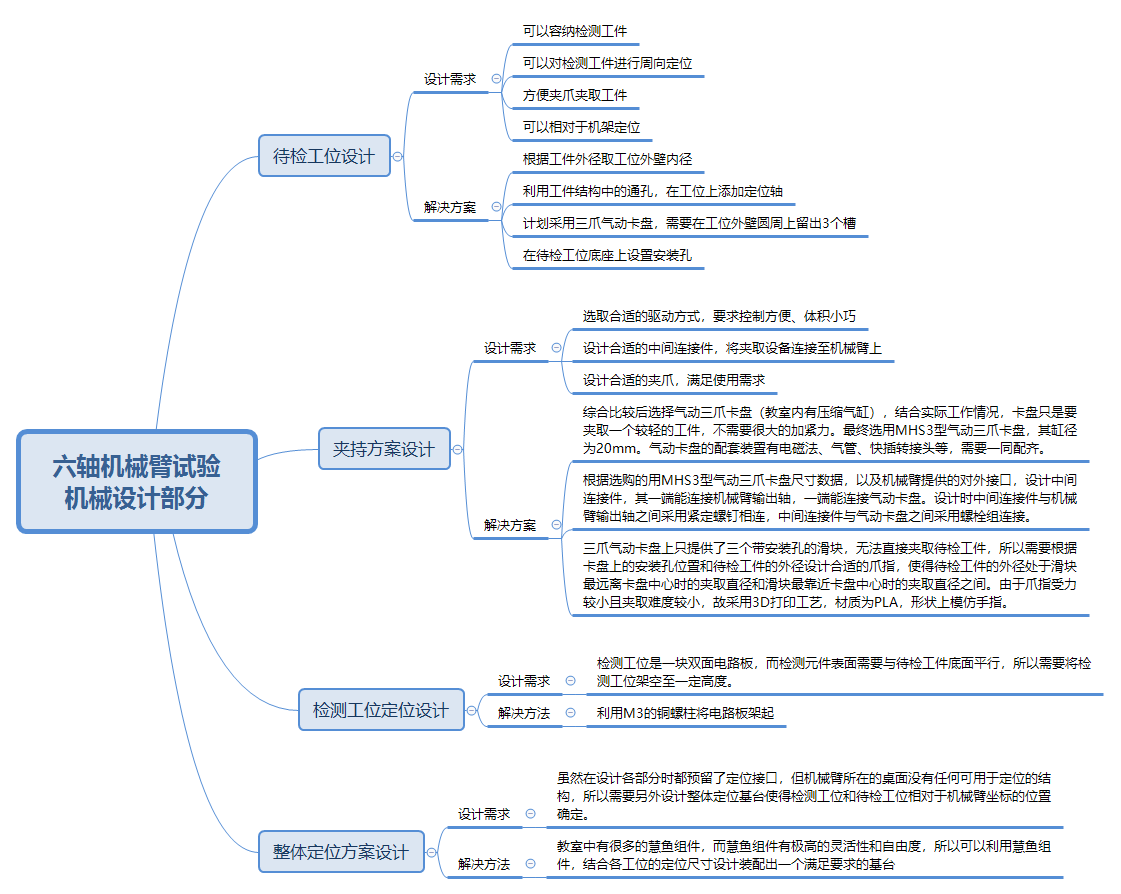 六轴机械臂试验
机械设计部分
待检工位设计
设计需求
可以容纳检测工件
可以对检测工件进行周向定位
方便夹爪夹取工件
可以相对于机架定位
解决方案
根据工件外径取工位外壁内径
利用工件结构中的通孔，在工位上添加定位轴
计划采用三爪气动卡盘，需要在工位外壁圆周上留出3个槽
在待检工位底座上设置安装孔
夹持方案设计
设计需求
选取合适的驱动方式，要求控制方便、体积小巧
设计合适的中间连接件，将夹取设备连接至机械臂上
设计合适的夹爪，满足使用需求
解决方案
综合比较后选择气动三爪卡盘（教室内有压缩气缸），结合实际工作情况，卡盘只是要
夹取一个较轻的工件，不需要很大的加紧力。最终选用MHS3型气动三爪卡盘，其缸径
为20mm。气动卡盘的配套装置有电磁法、气管、快插转接头等，需要一同配齐。
根据选购的用MHS3型气动三爪卡盘尺寸数据，以及机械臂提供的对外接口，设计中间
连接件，其一端能连接机械臂输出轴，一端能连接气动卡盘。设计时中间连接件与机械
臂输出轴之间采用紧定螺钉相连，中间连接件与气动卡盘之间采用螺栓组连接。
三爪气动卡盘上只提供了三个带安装孔的滑块，无法直接夹取待检工件，所以需要根据
卡盘上的安装孔位置和待检工件的外径设计合适的爪指，使得待检工件的外径处于滑块
最远离卡盘中心时的夹取直径和滑块最靠近卡盘中心时的夹取直径之间。由于爪指受力
较小且夹取难度较小，故采用3D打印工艺，材质为PLA，形状上模仿手指。
检测工位定位设计
设计需求
检测工位是一块双面电路板，而检测元件表面需要与待检工件底面平行，所以需要将检
测工位架空至一定高度。
解决方法
利用M3的铜螺柱将电路板架起
整体定位方案设计
设计需求
虽然在设计各部分时都预留了定位接口，但机械臂所在的桌面没有任何可用于定位的结
构，所以需要另外设计整体定位基台使得检测工位和待检工位相对于机械臂坐标的位置
确定。
解决方法
教室中有很多的慧鱼组件，而慧鱼组件有极高的灵活性和自由度，所以可以利用慧鱼组
件，结合各工位的定位尺寸设计装配出一个满足要求的基台